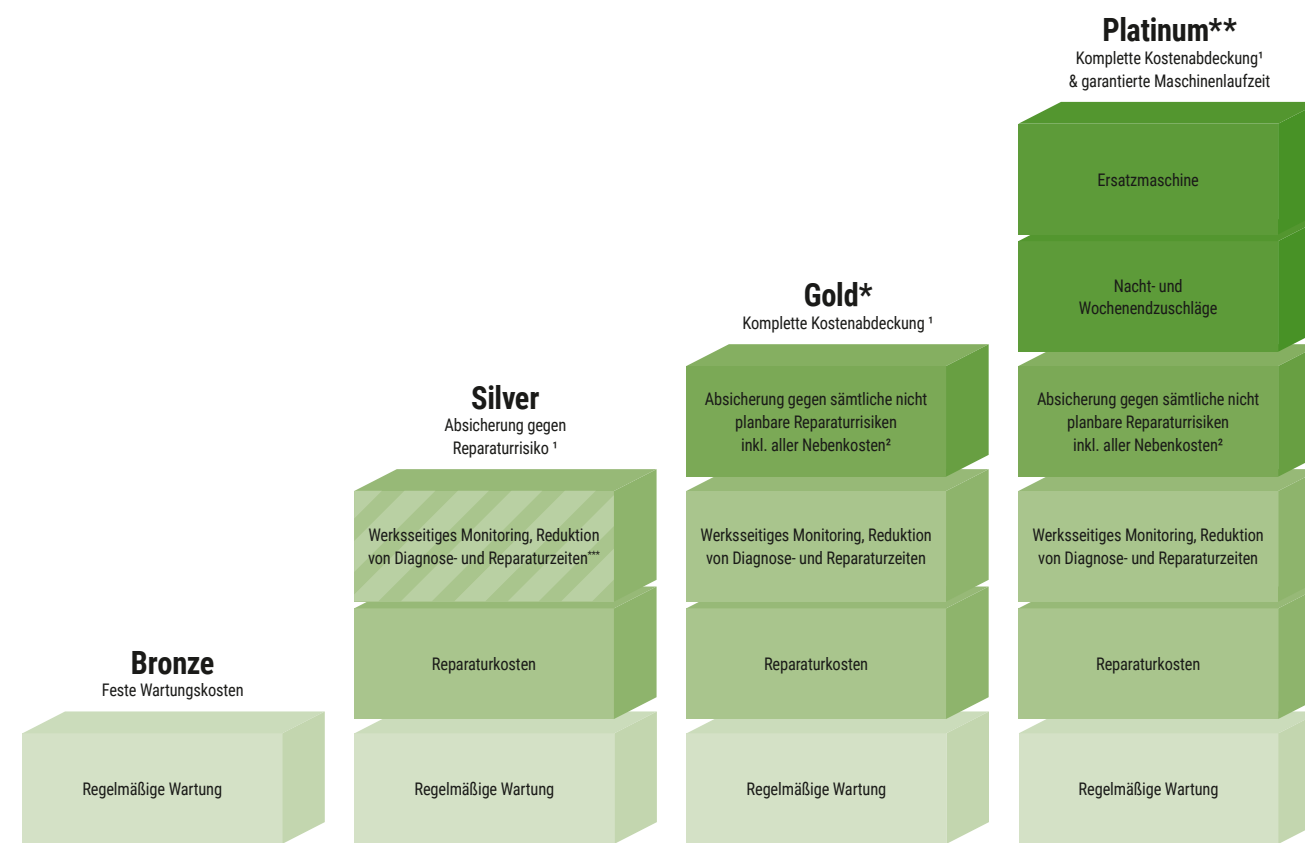 Bronze
Feste Wartungskosten
Regelmäßige Wartung
Silver
Absicherung gegen
Reparaturrisiko ¹
Werksseitiges Monitoring, Reduktion
von Diagnose- und Reparaturzeiten***
Reparaturkosten
Regelmäßige Wartung
Gold*
Komplette Kostenabdeckung ¹
Absicherung gegen sämtliche nicht
planbare Reparaturrisiken
inkl. aller Nebenkosten²
Werksseitiges Monitoring, Reduktion
von Diagnose- und Reparaturzeiten
Reparaturkosten
Regelmäßige Wartung
Platinum**
Komplette Kostenabdeckung¹
& garantierte Maschinenlaufzeit
Ersatzmaschine
Nacht- und
Wochenendzuschläge
Absicherung gegen sämtliche nicht
planbare Reparaturrisiken
inkl. aller Nebenkosten²
Werksseitiges Monitoring, Reduktion
von Diagnose- und Reparaturzeiten
Reparaturkosten
Regelmäßige Wartung